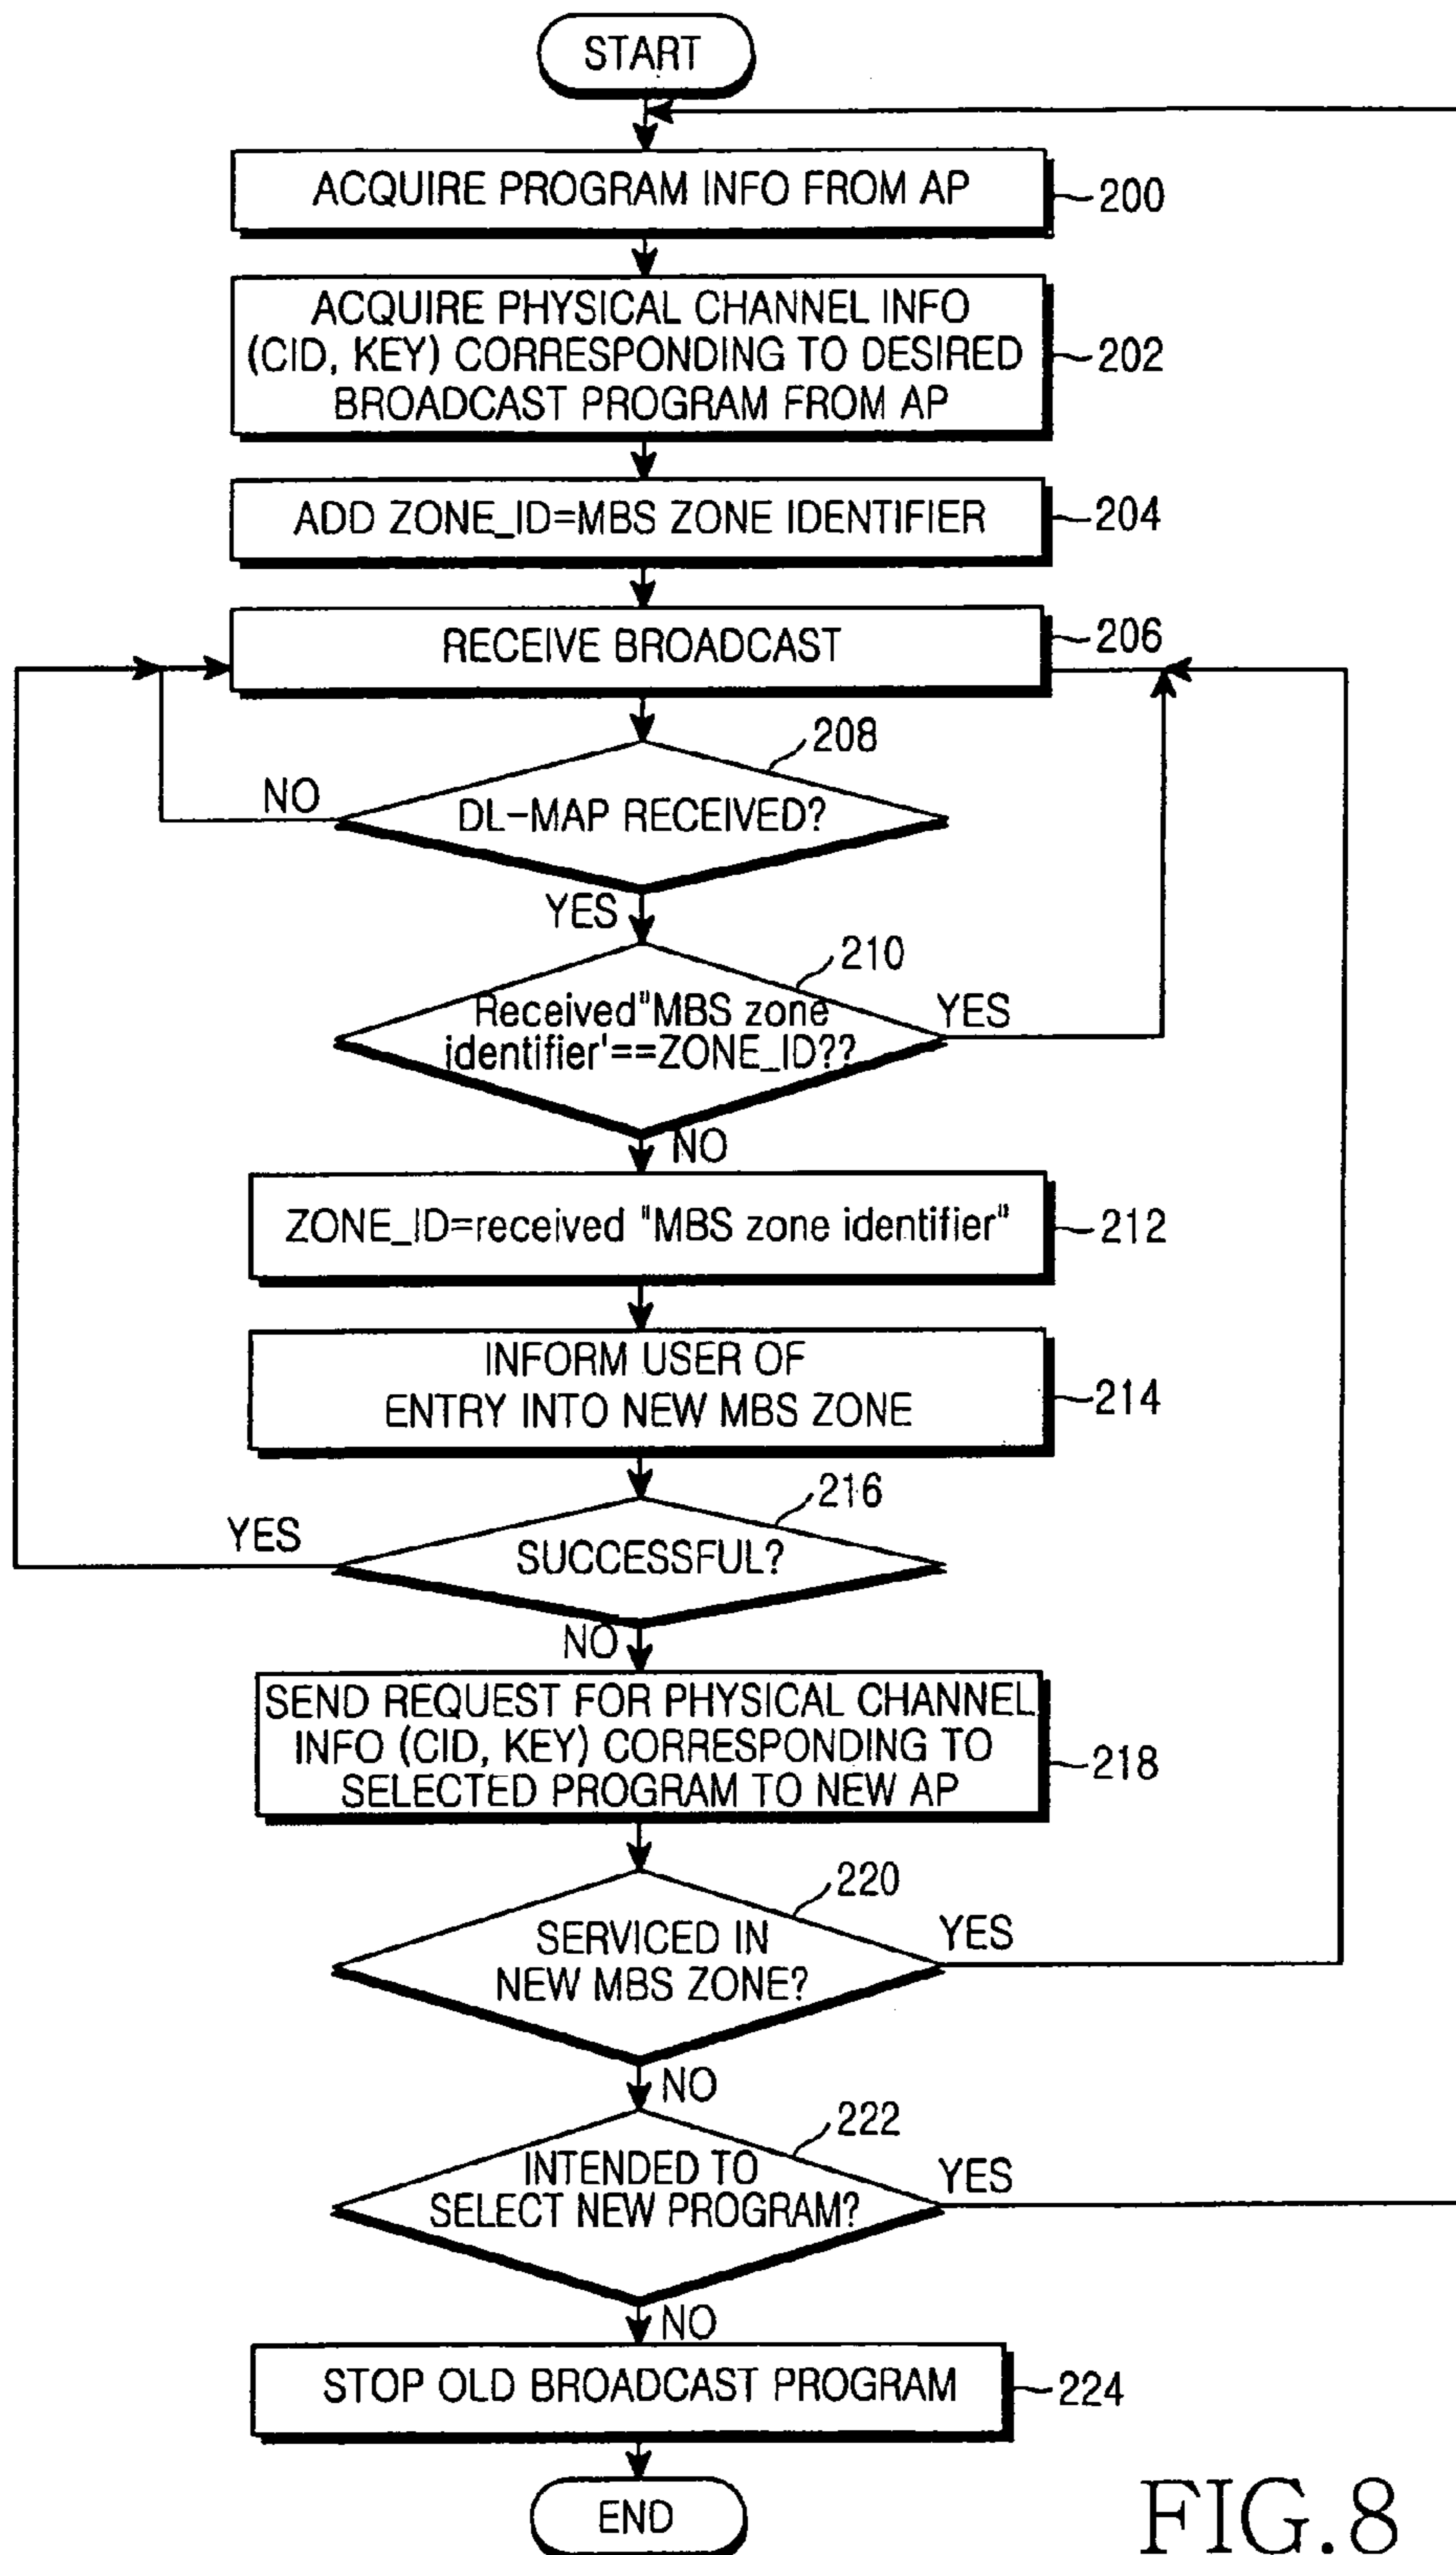 START
ACQUIRE PROGRAM INFO FROM AP
200
ACQUIRE PHYSICAL CHANNEL INFO
(CID, KEY) CORRESPONDING TO DESIRED
BROADCAST PROGRAM FROM AP
202
ADD ZONE_ID=MBS ZONE IDENTIFIER
204
RECEIVE BROADCAST
206
208
NO
DL-MAP RECEIVED?
YES
210
Received"MBS zone
identifier'==ZONE_ID??
YES
NO
ZONE_ID=received "MBS zone identifier"
212
INFORM USER OF
ENTRY INTO NEW MBS ZONE
214
216
YES
SUCCESSFUL?
NO
SEND REQUEST FOR PHYSICAL CHANNEL
INFO (CID, KEY) CORRESPONDING TO
SELECTED PROGRAM TO NEW AP
218
220
SERVICED IN
NEW MBS ZONE?
YES
NO
222
INTENDED TO
SELECT NEW PROGRAM?
YES
NO
STOP OLD BROADCAST PROGRAM
224
END
FIG.8